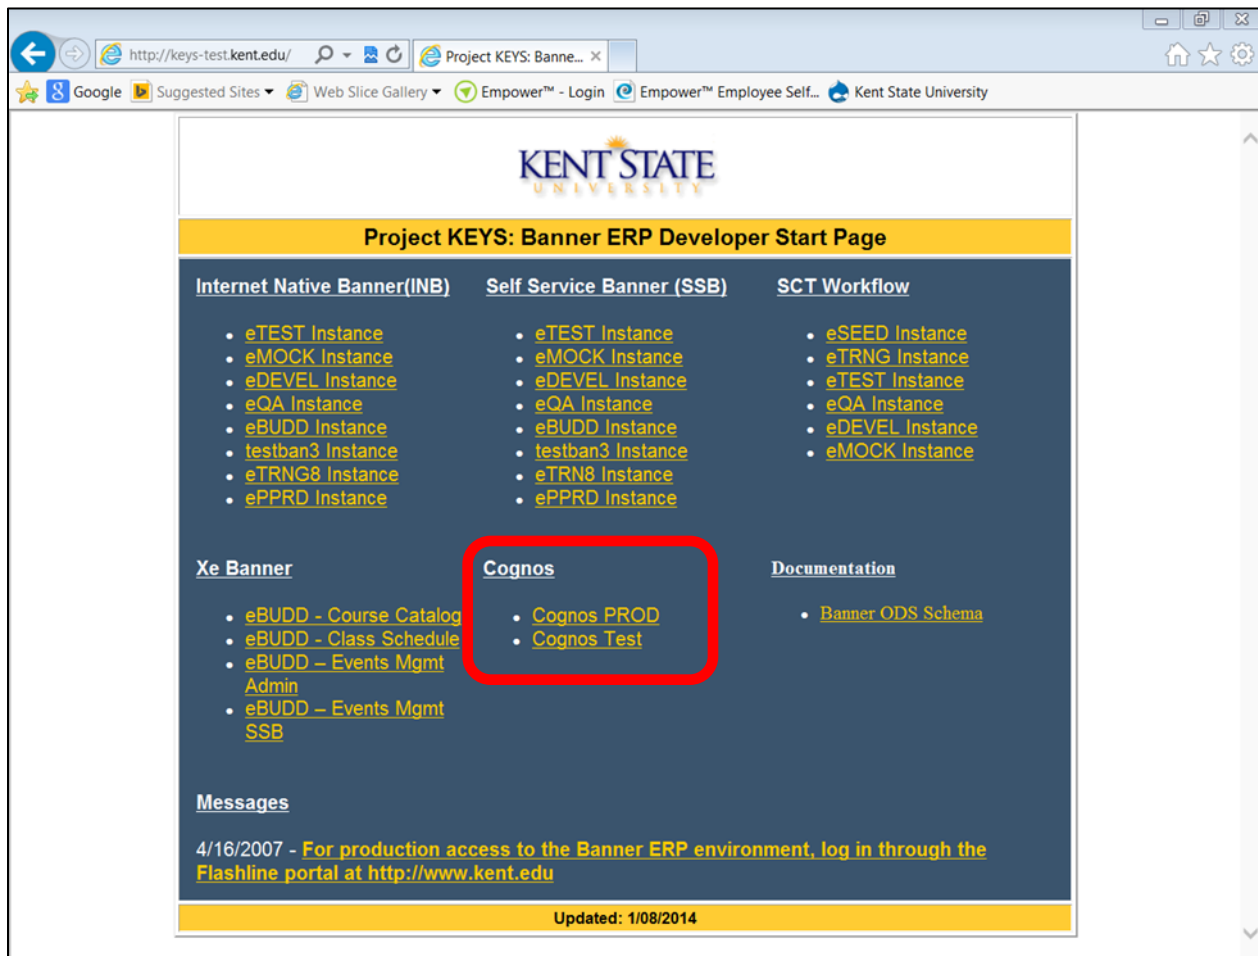 http://keys-test.kent.edu/
Project KEYS: Banne...
Google
Suggested Sites
Web Slice Gallery
Empower™ - Login
Empower™ Employee Self...
Kent State University
KENT STATE
UNIVERSITY
Project KEYS: Banner ERP Developer Start Page
Internet Native Banner(INB)
eTEST Instance
eMOCK Instance
eDEVEL Instance
eQA Instance
eBUDD Instance
testban3 Instance
eTRNG8 Instance
ePPRD Instance
Self Service Banner (SSB)
eTEST Instance
eMOCK Instance
eDEVEL Instance
eQA Instance
eBUDD Instance
testban3 Instance
eTRN8 Instance
ePPRD Instance
SCT Workflow
eSEED Instance
eTRNG Instance
eTEST Instance
eQA Instance
eDEVEL Instance
eMOCK Instance
Xe Banner
eBUDD - Course Catalog
eBUDD - Class Schedule
eBUDD – Events Mgmt
Admin
eBUDD – Events Mgmt
SSB
Cognos
Cognos PROD
Cognos Test
Documentation
Banner ODS Schema
Messages
4/16/2007 - For production access to the Banner ERP environment, log in through the
Flashline portal at http://www.kent.edu
Updated: 1/08/2014